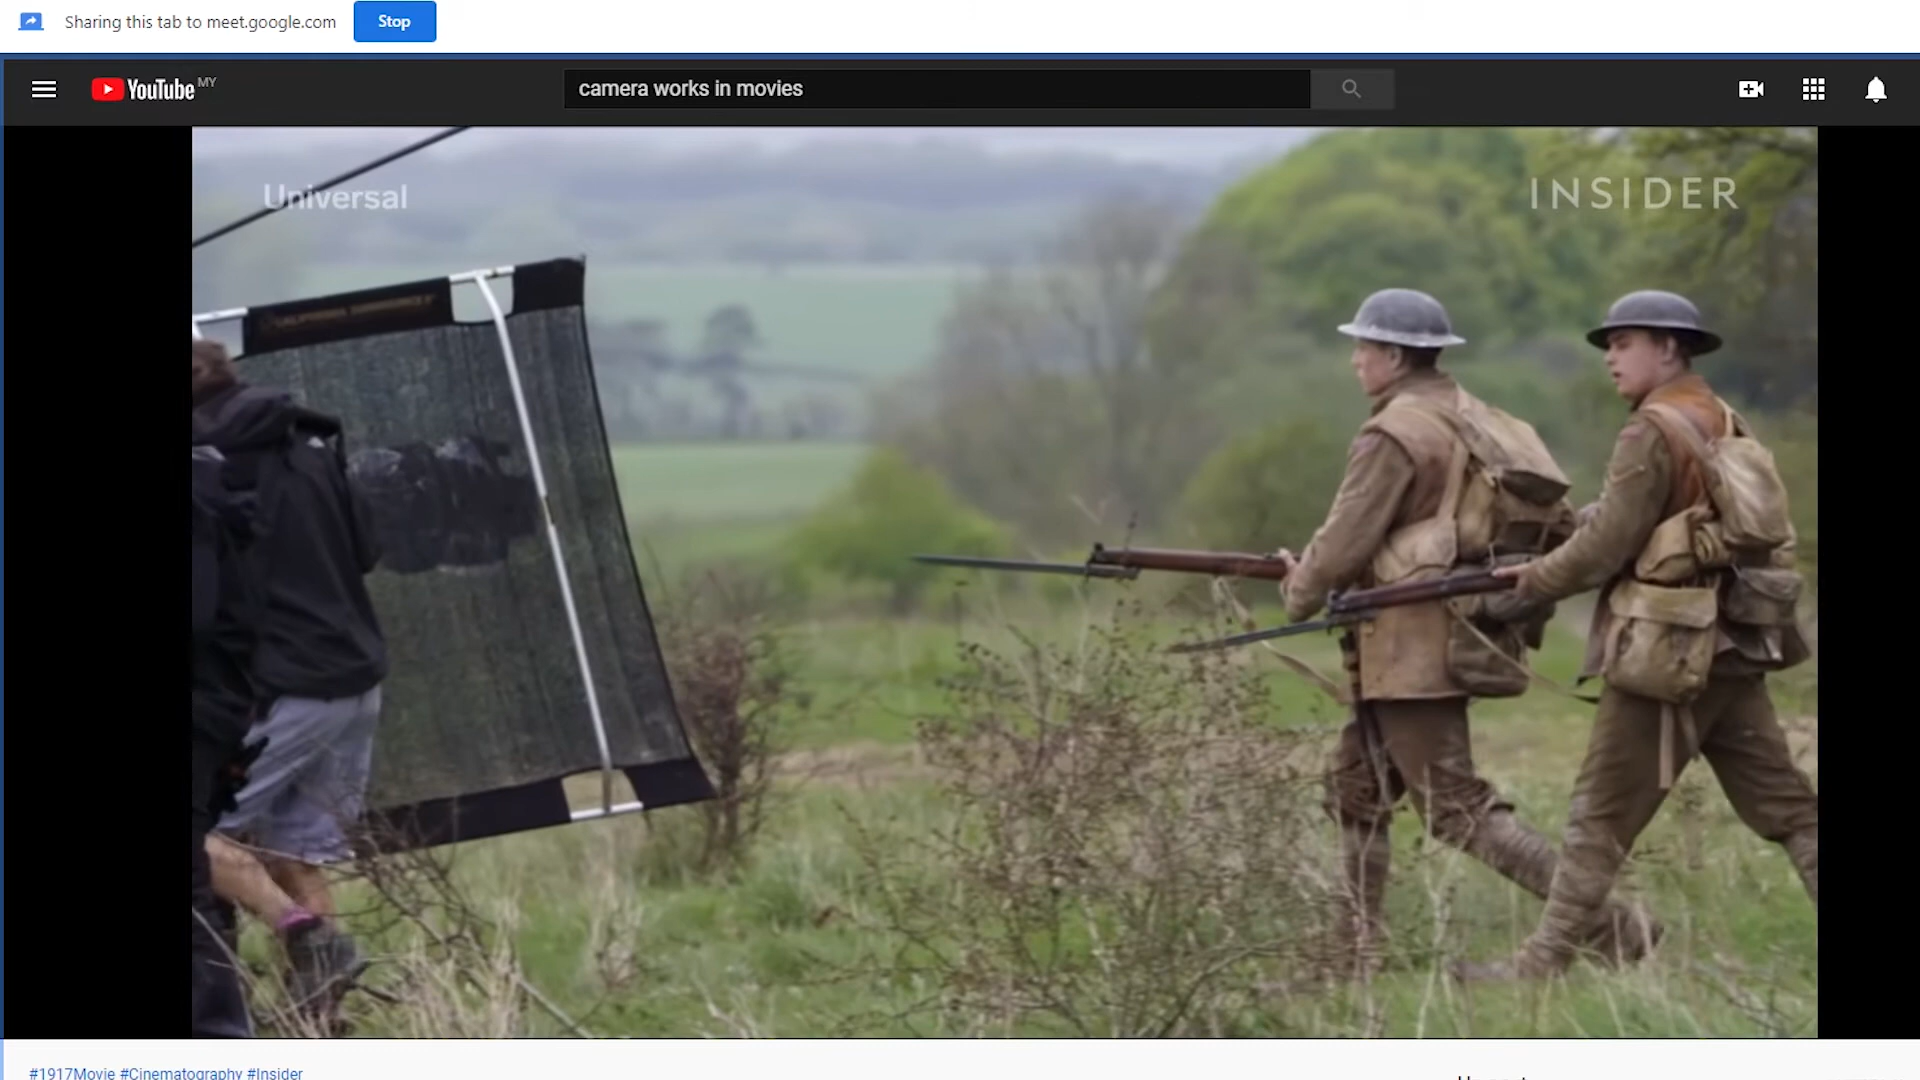 Sharing this tab to meet.google.com
Stop
YouTube MY
camera works in movies
Universal
INSIDER
#1917Movie #Cinematography #Insider